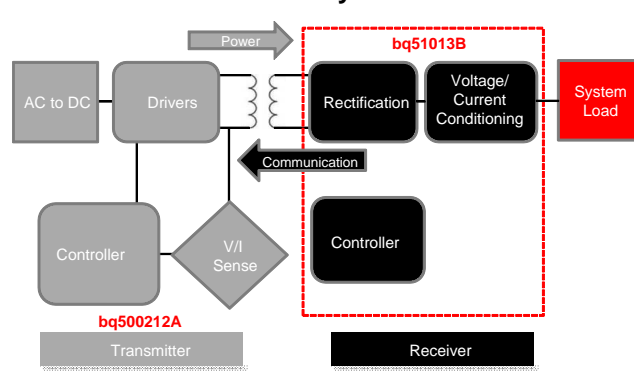 Power
bq51013B
AC to DC
Drivers
Rectification
Voltage/
Current
Conditioning
System
Load
Communication
Controller
V/I
Sense
Controller
bq500212A
Transmitter
Receiver